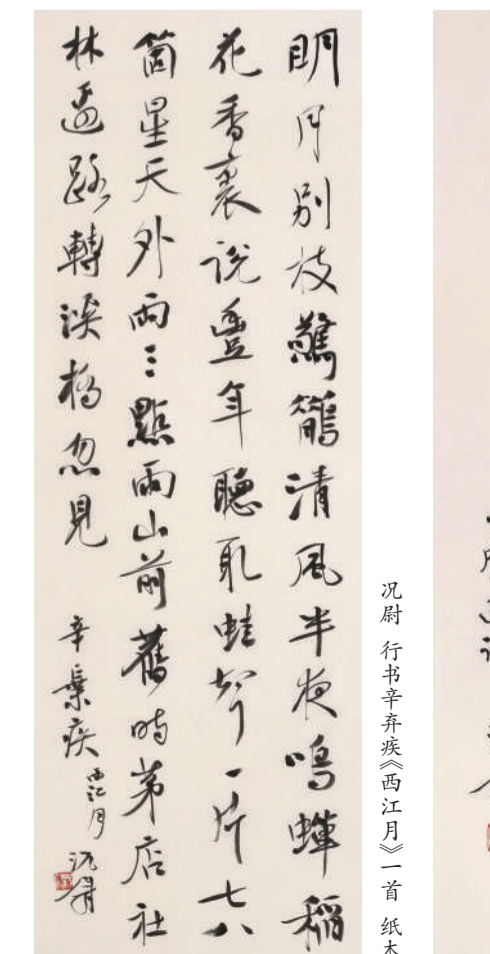 明月别枝驚鵲清風半夜鳴蟬稻
花香裏説豐年聽取蛙聲一片七八
箇星天外兩三點雨山前舊時茅店社
林邊路轉溪橋忽見 辛棄疾西江月 況尉
况尉 行书辛弃疾《西江月》一首 纸